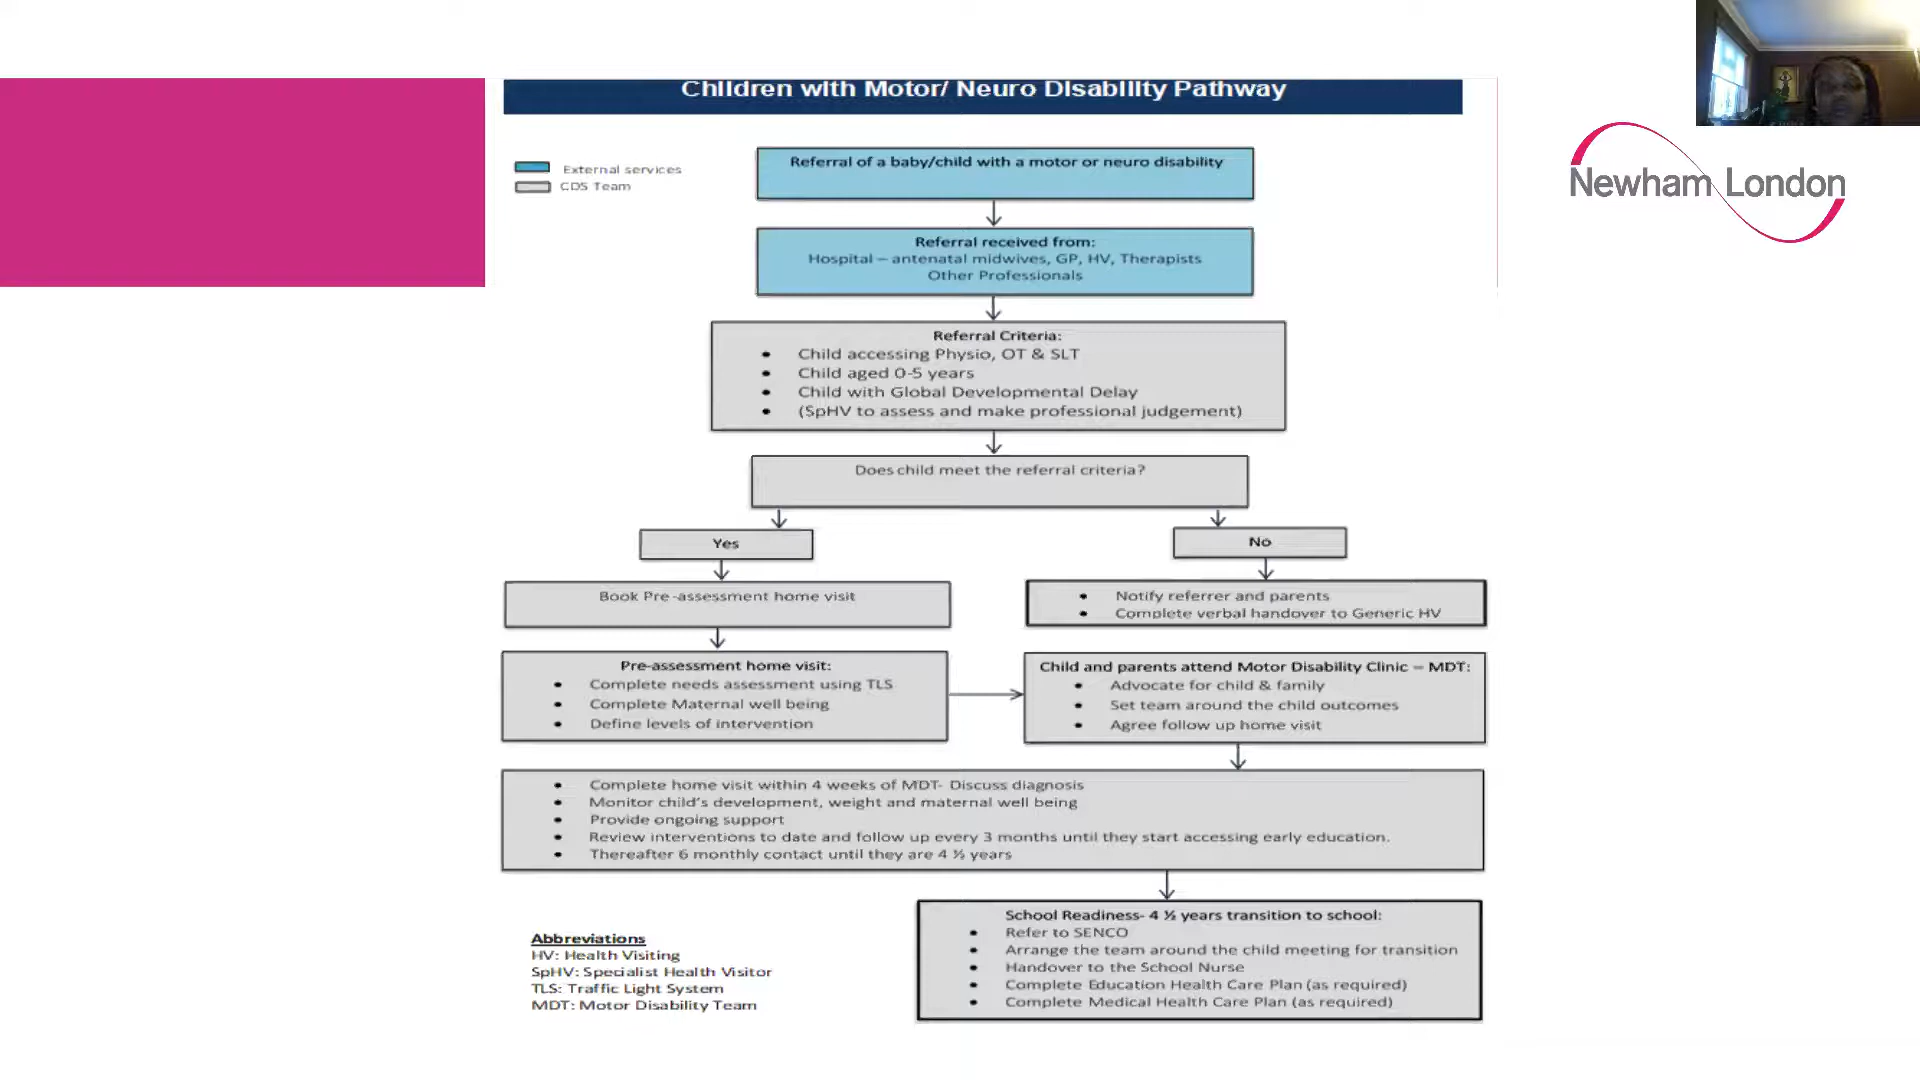 Children with Motor/ Neuro Disability Pathway
External services
CDS Team
Newham London
Referral of a baby/child with a motor or neuro disability
Referral received from:
Hospital – antenatal midwives, GP, HV, Therapists
Other Professionals
Referral Criteria:
• Child accessing Physio, OT & SLT
• Child aged 0-5 years
• Child with Global Developmental Delay
• (SpHV to assess and make professional judgement)
Does child meet the referral criteria?
Yes
No
Book Pre -assessment home visit
• Notify referrer and parents
• Complete verbal handover to Generic HV
Pre-assessment home visit:
• Complete needs assessment using TLS
• Complete Maternal well being
• Define levels of intervention
Child and parents attend Motor Disability Clinic – MDT:
• Advocate for child & family
• Set team around the child outcomes
• Agree follow up home visit
• Complete home visit within 4 weeks of MDT- Discuss diagnosis
• Monitor child's development, weight and maternal well being
• Provide ongoing support
• Review interventions to date and follow up every 3 months until they start accessing early education.
• Thereafter 6 monthly contact until they are 4 ½ years
School Readiness- 4 ½ years transition to school:
• Refer to SENCO
• Arrange the team around the child meeting for transition
• Handover to the School Nurse
• Complete Education Health Care Plan (as required)
• Complete Medical Health Care Plan (as required)
Abbreviations
HV: Health Visiting
SpHV: Specialist Health Visitor
TLS: Traffic Light System
MDT: Motor Disability Team